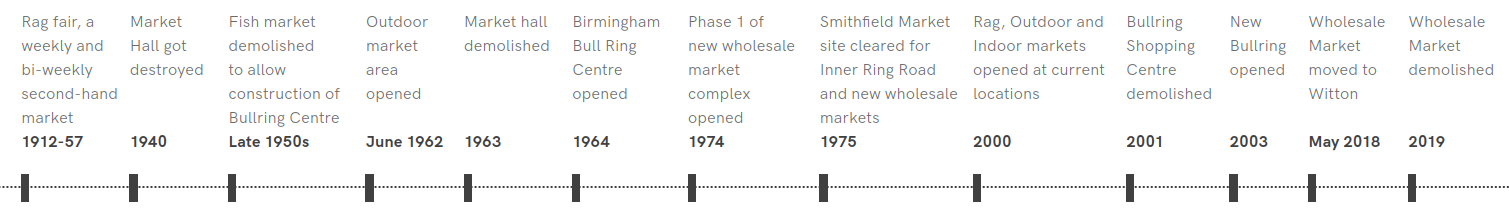 Rag fair, a
weekly and
bi-weekly
second-hand
market
1912-57
Market
Hall got
destroyed
1940
Fish market
demolished
to allow
construction of
Bullring Centre
Late 1950s
Outdoor
market
area
opened
June 1962
Market hall
demolished
1963
Birmingham
Bull Ring
Centre
opened
1964
Phase 1 of
new wholesale
market
complex
opened
1974
Smithfield Market
site cleared for
Inner Ring Road
and new wholesale
markets
1975
Rag, Outdoor and
Indoor markets
opened at current
locations
2000
Bullring
Shopping
Centre
demolished
2001
New
Bullring
opened
2003
Wholesale
Market
moved to
Witton
May 2018
Wholesale
Market
demolished
2019